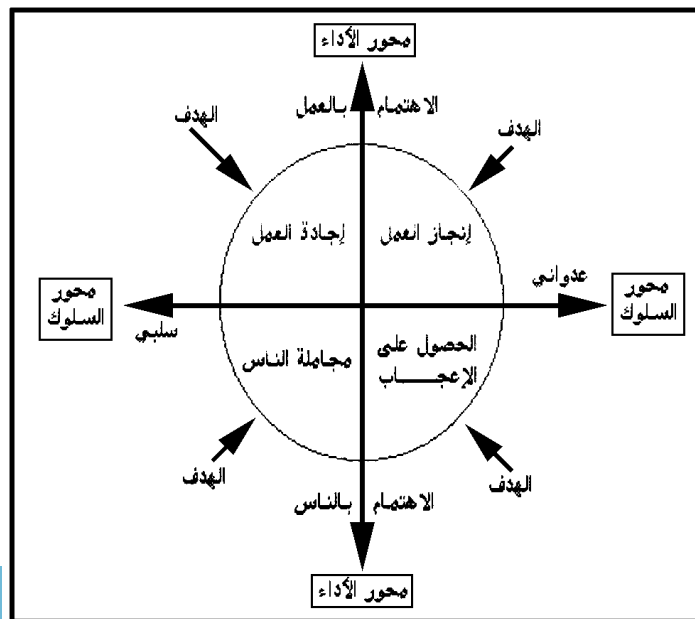 محور الأداء
الاهتمام بالعمل
الهدف
الهدف
إنجاز العمل
إجادة العمل
عدواني
محور
السلوك
محور
السلوك
سلبي
الحصول على
الإعجـــــاب
مجاملة الناس
الهدف
الهدف
الاهتمام بالناس
محور الأداء